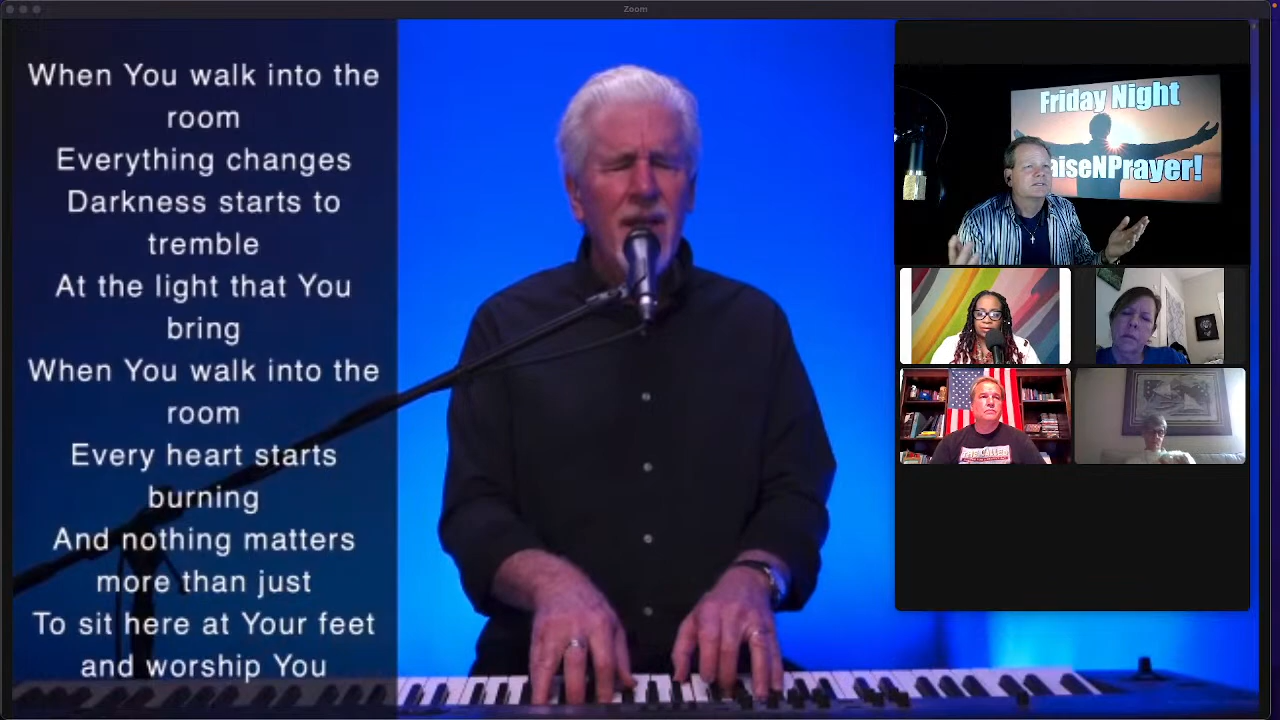 Zoom
When You walk into the
room
Everything changes
Darkness starts to
tremble
At the light that You
bring
When You walk into the
room
Every heart starts
burning
And nothing matters
more than just
To sit here at Your feet
and worship You
Friday Night
aiseNPrayer!